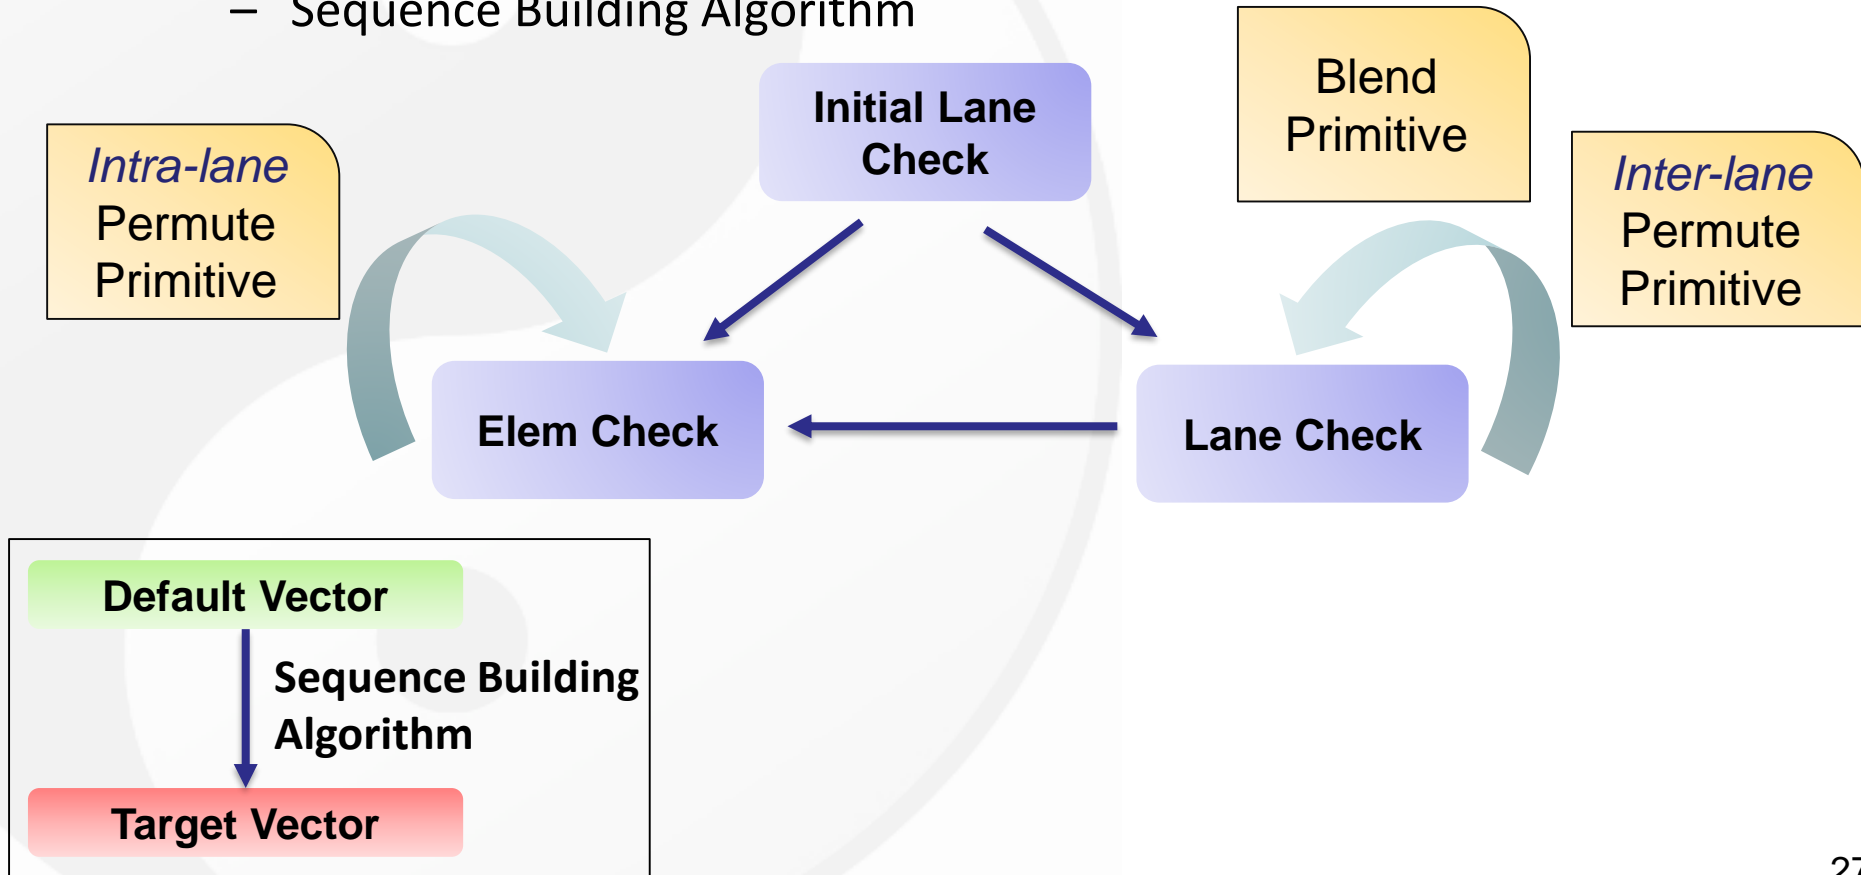 – Sequence Building Algorithm
Initial Lane
Check
Blend
Primitive
Intra-lane
Permute
Primitive
Inter-lane
Permute
Primitive
Elem Check
Lane Check
Default Vector
Sequence Building
Algorithm
Target Vector
27